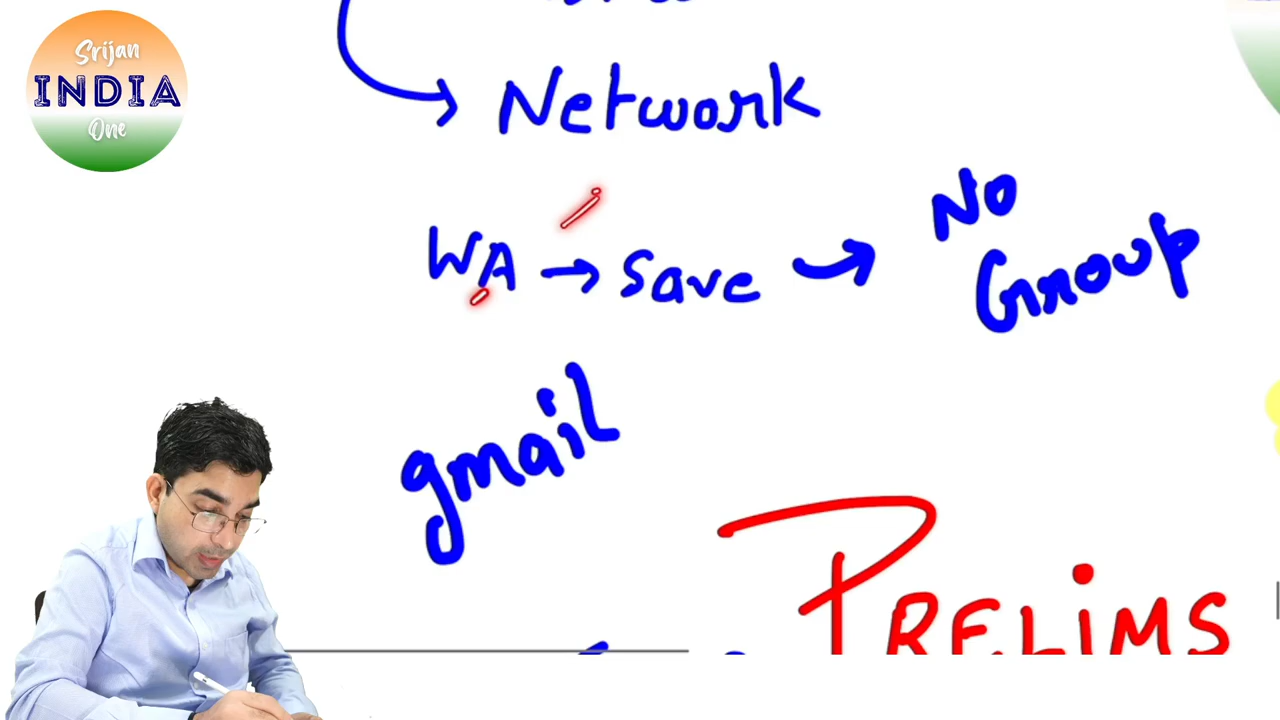 Srijan
INDIA
One
Network
WA → Save → No Group
gmail
PRELIMS